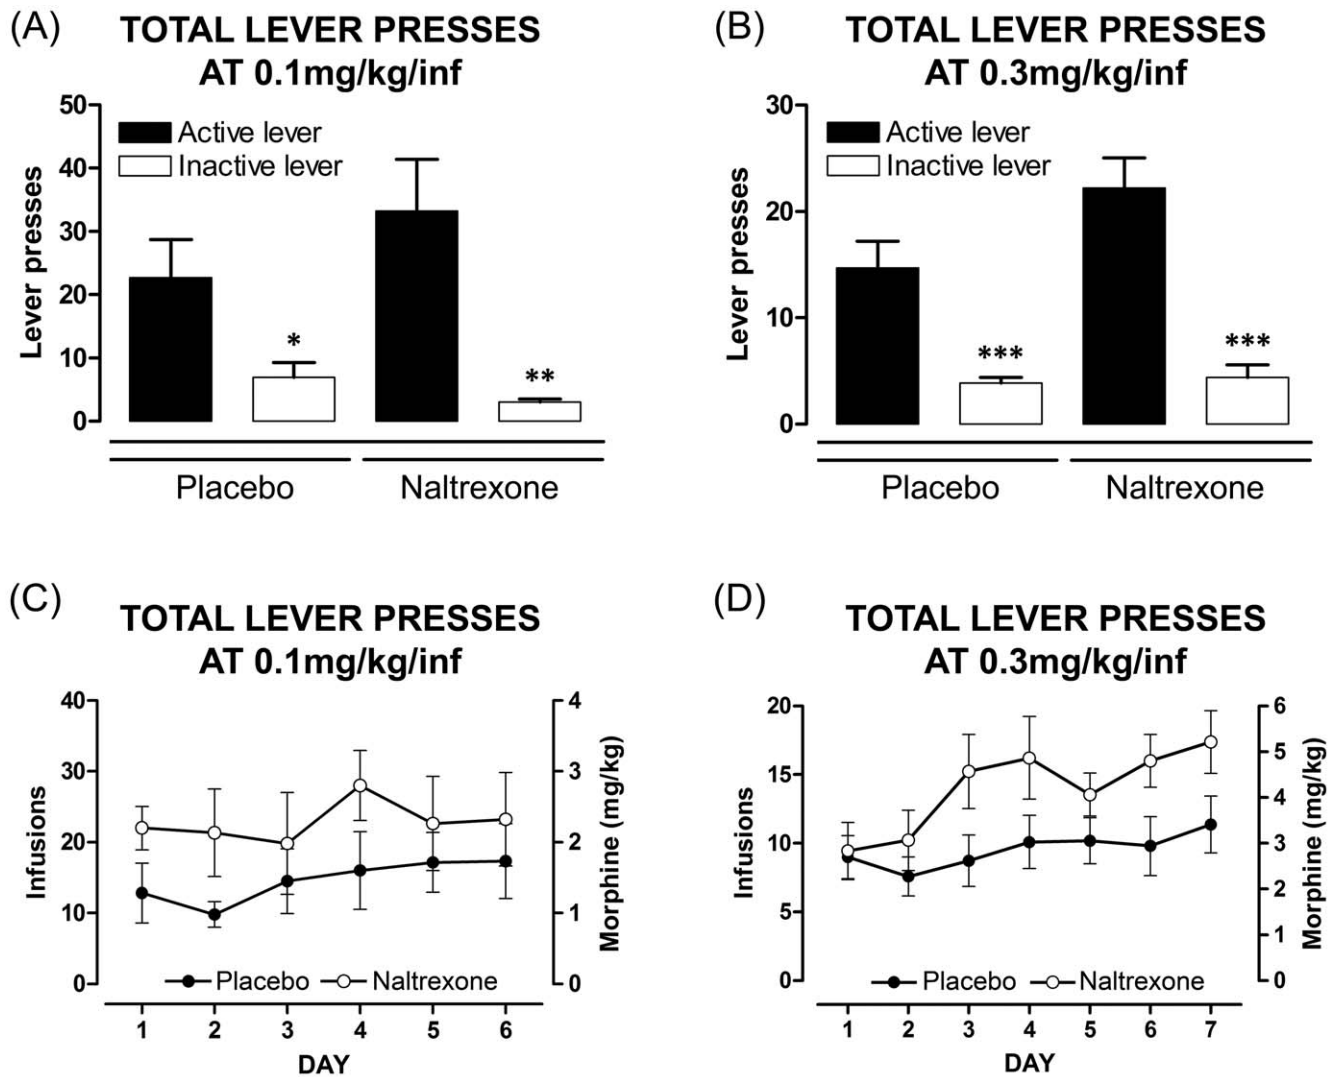 (A)
TOTAL LEVER PRESSES
AT 0.1mg/kg/inf
50
40
30
20
10
0
Lever presses
Active lever
Inactive lever
*
**
Placebo
Naltrexone
(B)
TOTAL LEVER PRESSES
AT 0.3mg/kg/inf
30
20
10
0
Lever presses
Active lever
Inactive lever
***
***
Placebo
Naltrexone
(C)
TOTAL LEVER PRESSES
AT 0.1mg/kg/inf
40
30
20
10
0
Infusions
4
3
2
1
0
Morphine (mg/kg)
Placebo
Naltrexone
1 2 3 4 5 6
DAY
(D)
TOTAL LEVER PRESSES
AT 0.3mg/kg/inf
20
15
10
5
0
Infusions
6
5
4
3
2
1
0
Morphine (mg/kg)
Placebo
Naltrexone
1 2 3 4 5 6 7
DAY